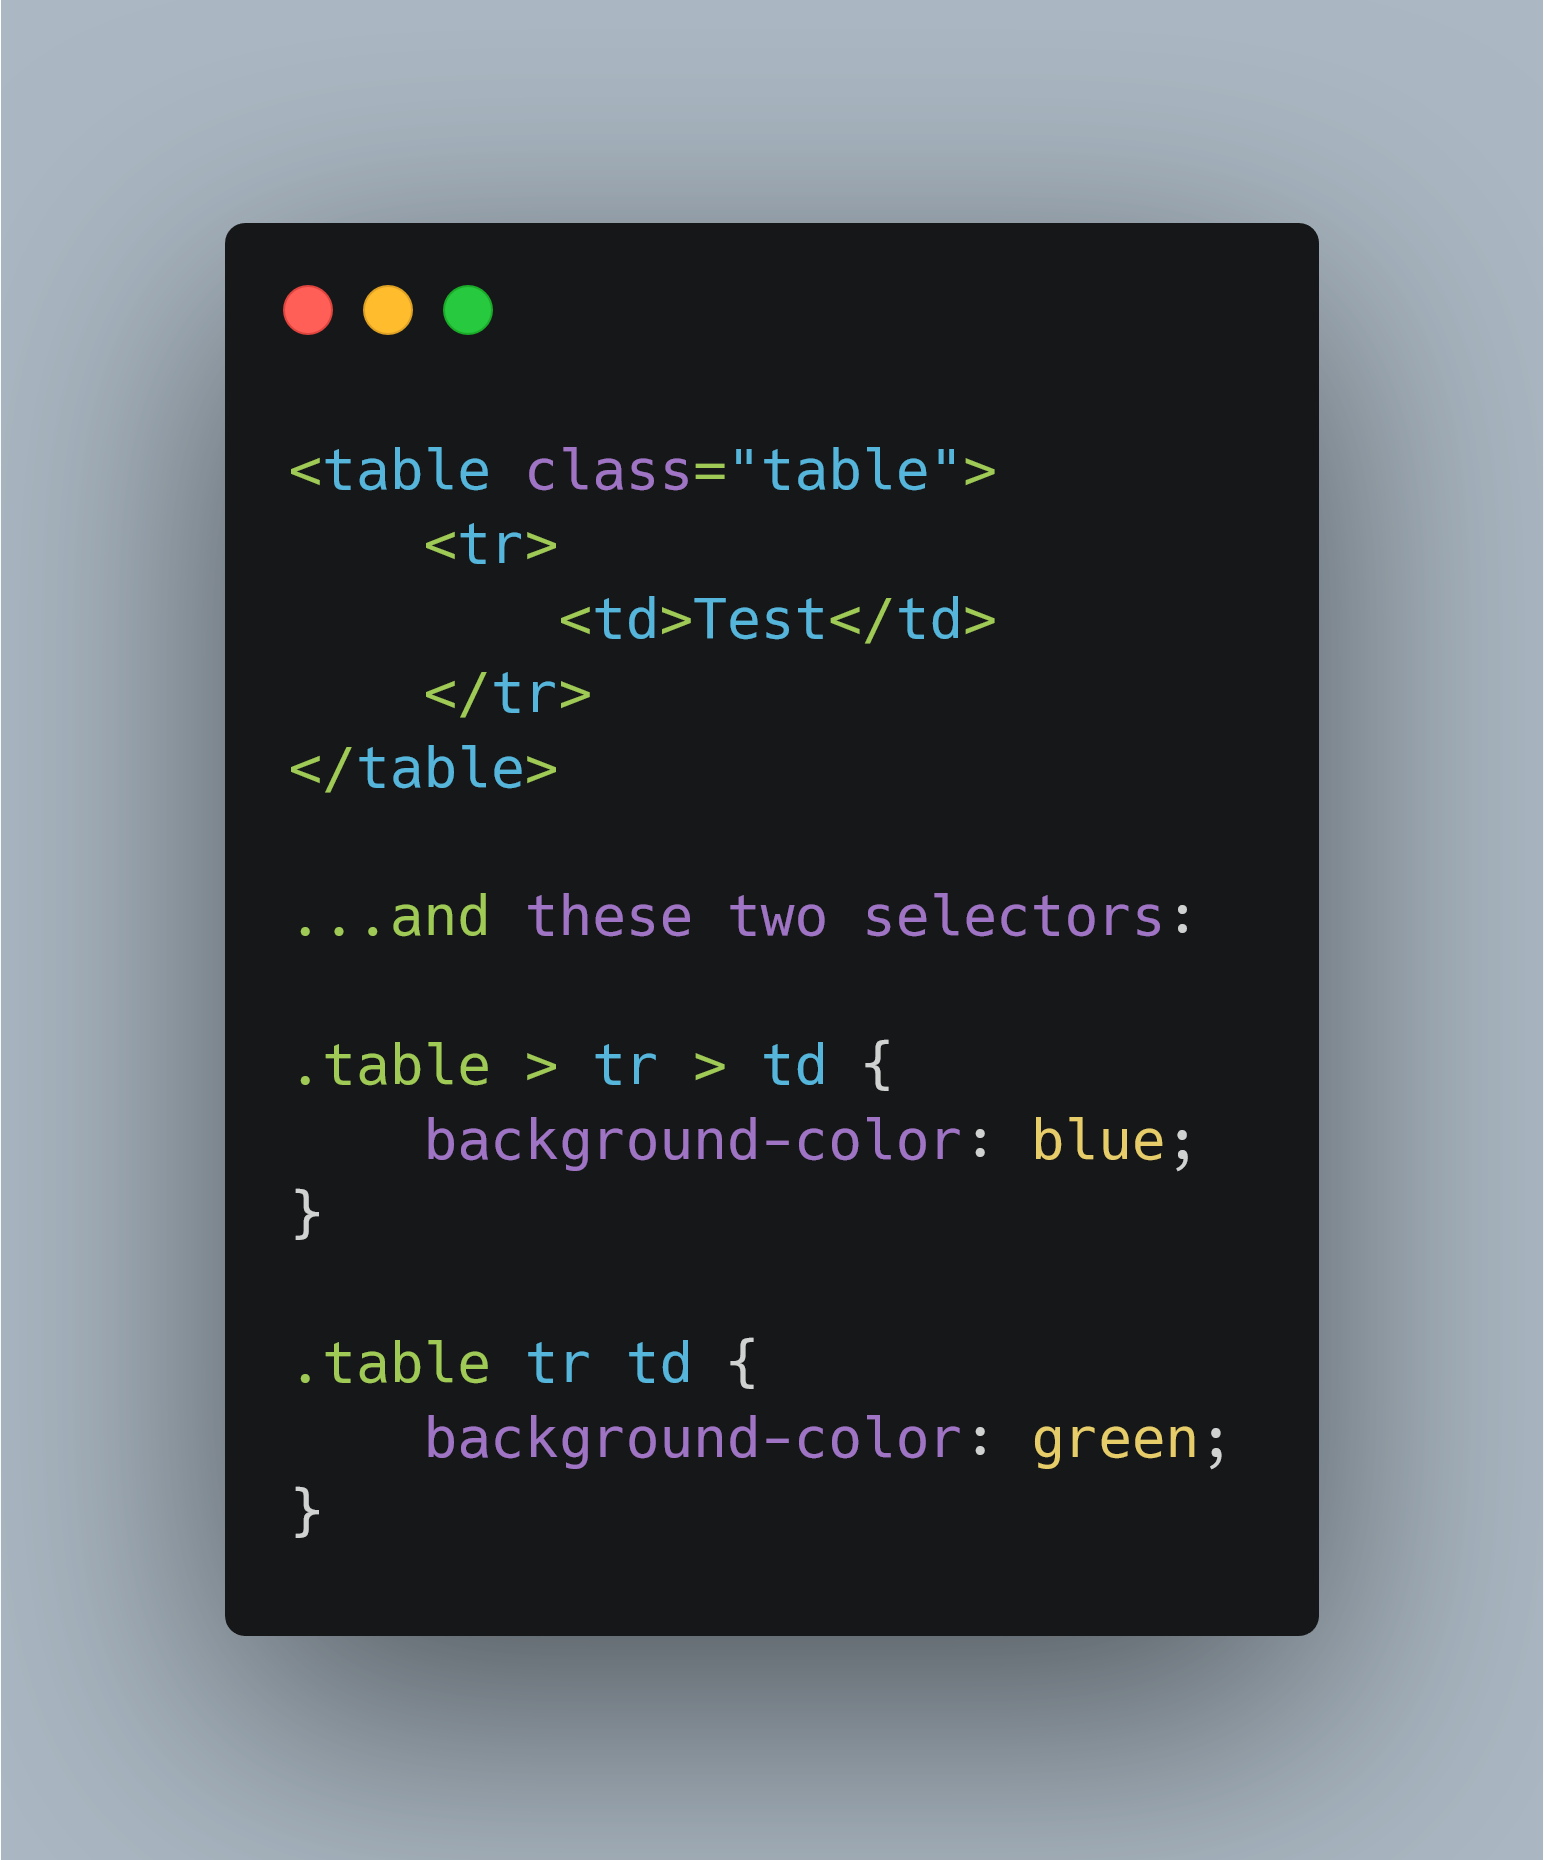 <table class="table">
    <tr>
        <td>Test</td>
    </tr>
</table>

...and these two selectors:

.table > tr > td {
    background-color: blue;
}

.table tr td {
    background-color: green;
}